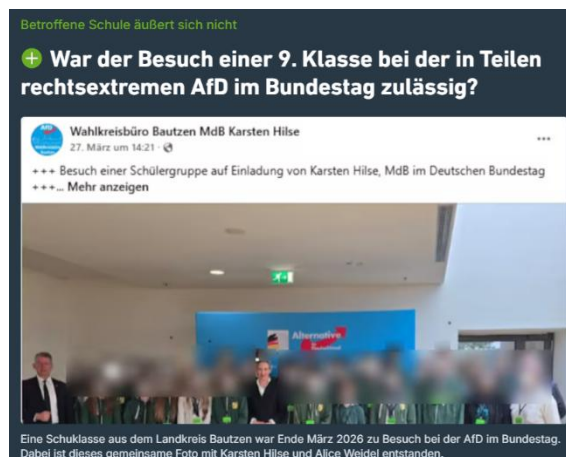 Betroffene Schule äußert sich nicht
War der Besuch einer 9. Klasse bei der in Teilen
rechtsextremen AfD im Bundestag zulässig?
AfD
Wahlkreisbüro Bautzen MdB Karsten Hilse
27. März um 14:21 ·
+++ Besuch einer Schülergruppe auf Einladung von Karsten Hilse, MdB im Deutschen Bundestag
+++... Mehr anzeigen
Alternative
Eine Schuklasse aus dem Landkreis Bautzen war Ende März 2026 zu Besuch bei der AfD im Bundestag.
Dabei ist dieses gemeinsame Foto mit Karsten Hilse und Alice Weidel entstanden.